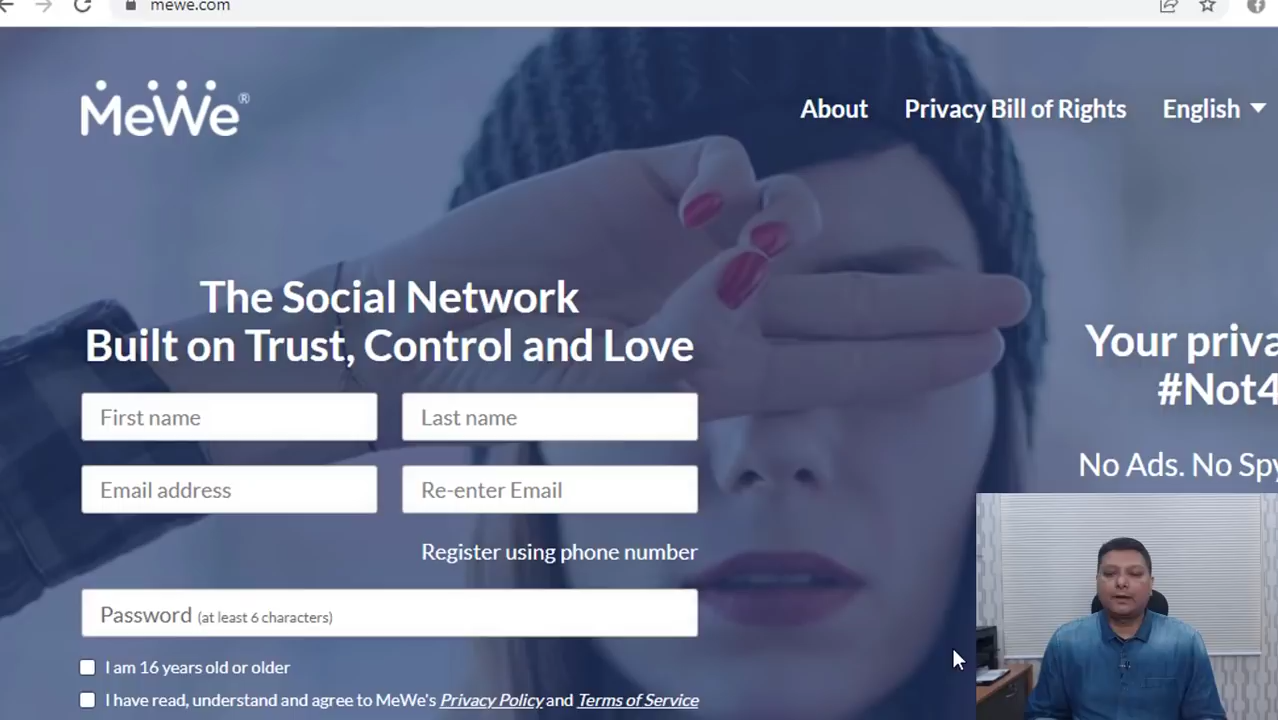 mewe.com
MeWe®
About Privacy Bill of Rights English
The Social Network
Built on Trust, Control and Love
First name Last name
Email address Re-enter Email
Register using phone number
Password (at least 6 characters)
I am 16 years old or older
I have read, understand and agree to MeWe's Privacy Policy and Terms of Service
Your priva
#Not4
No Ads. No Spy